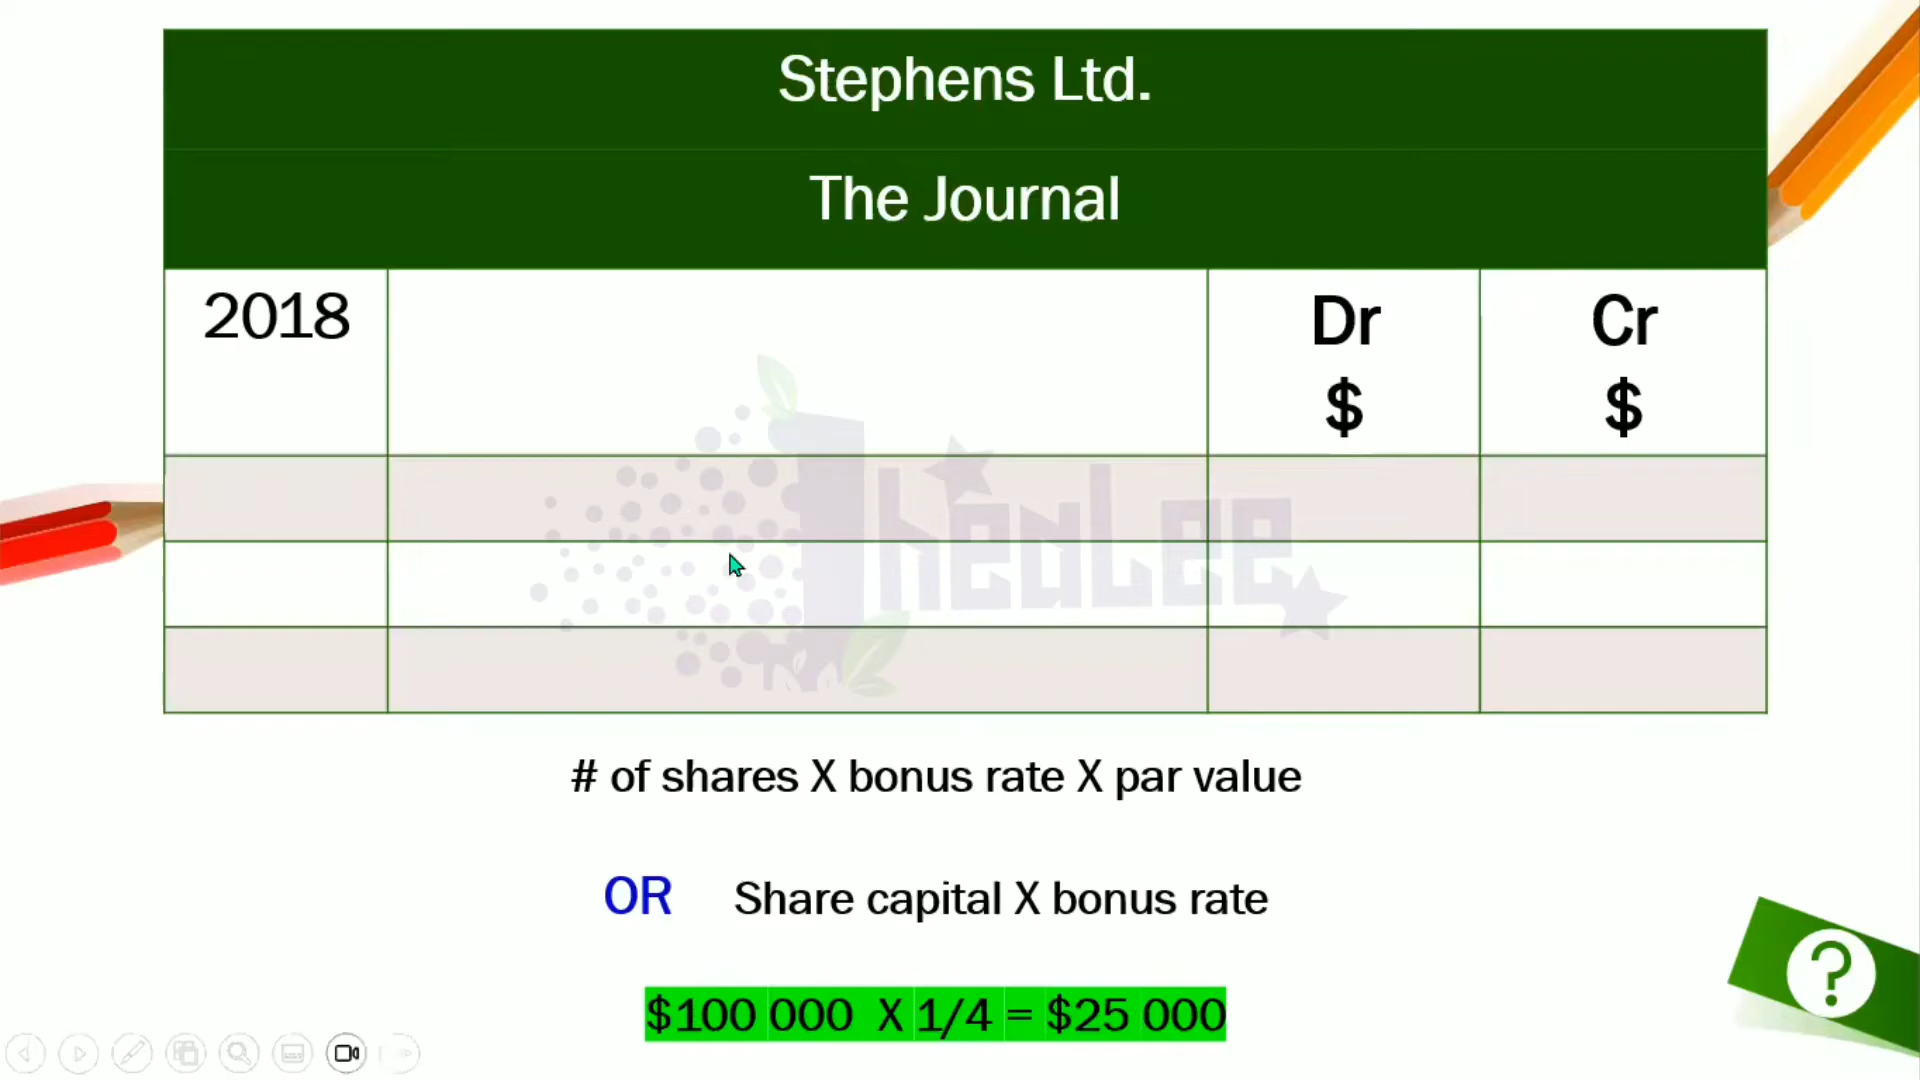 Stephens Ltd.
The Journal
2018
Dr
$
Cr
$
TheaLee
# of shares X bonus rate X par value
OR Share capital X bonus rate
$100 000 X 1/4 = $25 000
?